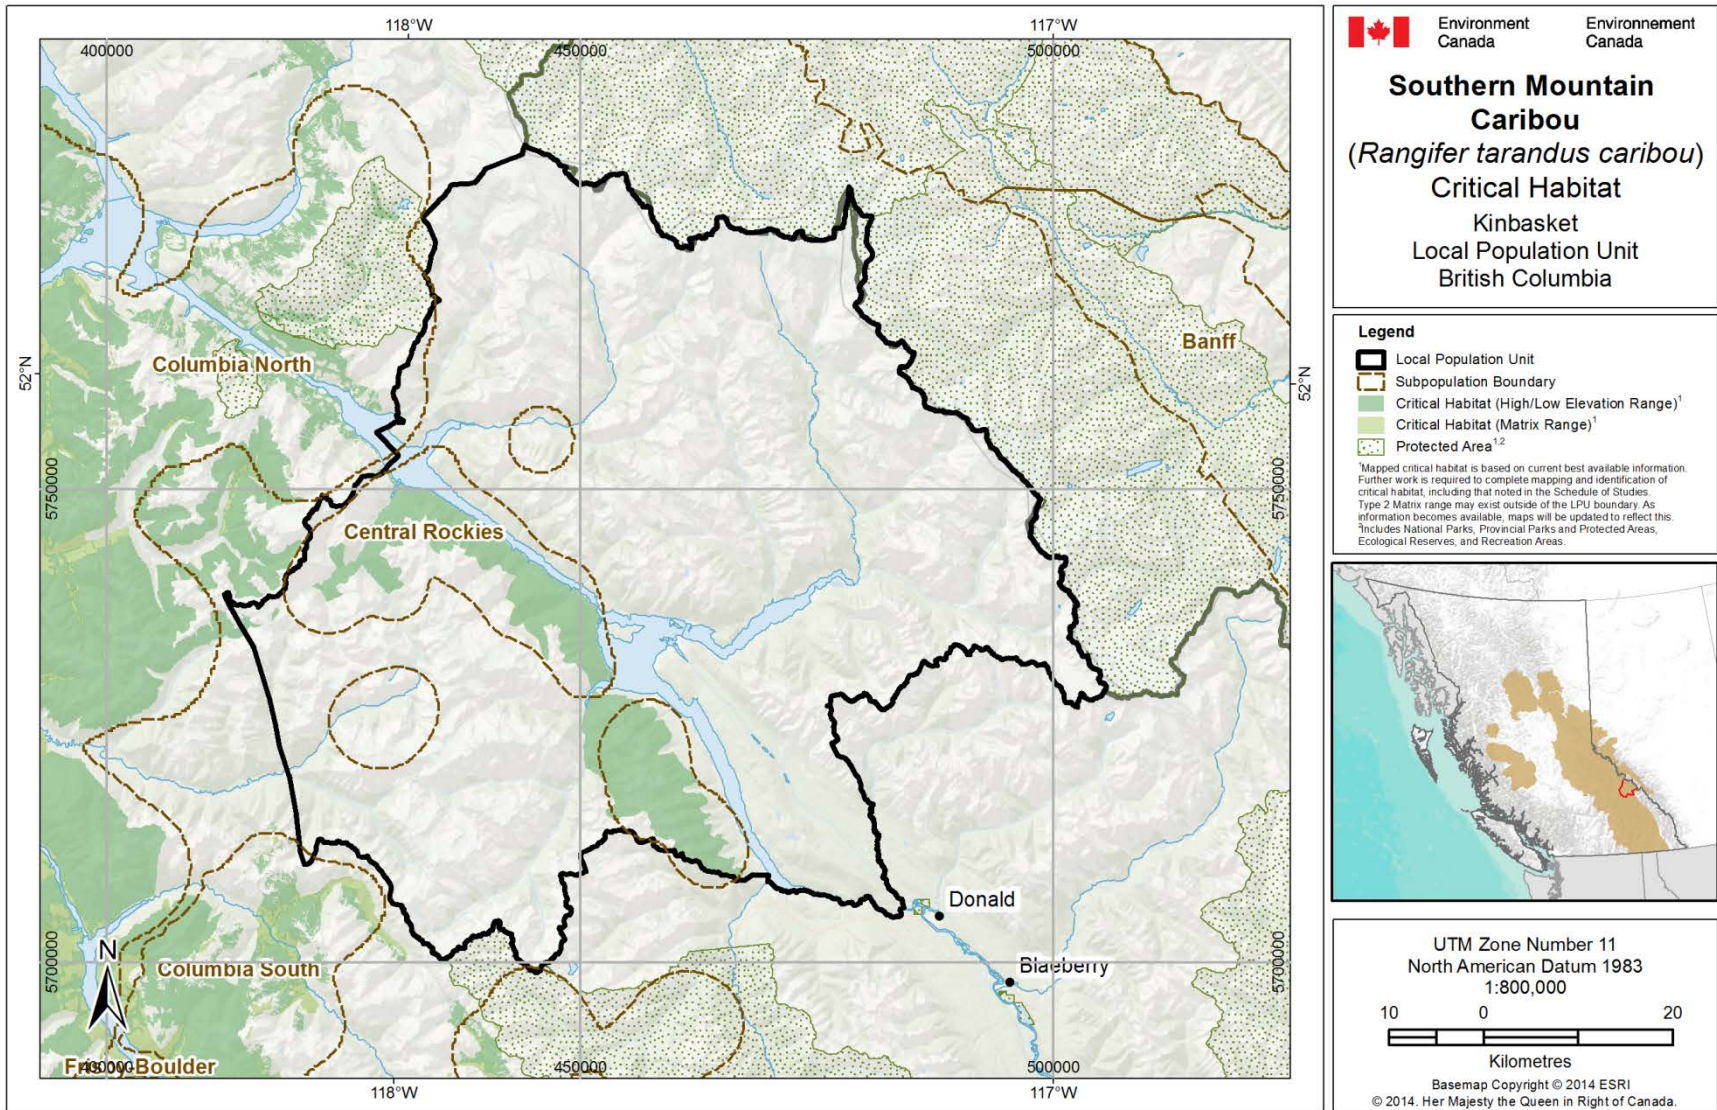 118°W
117°W
400000
450000
500000
52°N
52°N
Columbia North
Banff
Central Rockies
5750000
5750000
Donald
Blaeberry
Columbia South
5700000
5700000
N
Boulder
400000
450000
500000
118°W
117°W
Environment
Canada
Environnement
Canada
Southern Mountain
Caribou
(Rangifer tarandus caribou)
Critical Habitat
Kinbasket
Local Population Unit
British Columbia
Legend
Local Population Unit
Subpopulation Boundary
Critical Habitat (High/Low Elevation Range)¹
Critical Habitat (Matrix Range)¹
Protected Area¹,²
¹Mapped critical habitat is based on current best available information.
Further work is required to complete mapping and identification of
critical habitat, including that noted in the Schedule of Studies.
Type 2 Matrix range may exist outside of the LPU boundary. As
information becomes available, maps will be updated to reflect this.
²Includes National Parks, Provincial Parks and Protected Areas,
Ecological Reserves, and Recreation Areas.
UTM Zone Number 11
North American Datum 1983
1:800,000
10 0 20
Kilometres
Basemap Copyright © 2014 ESRI
© 2014. Her Majesty the Queen in Right of Canada.